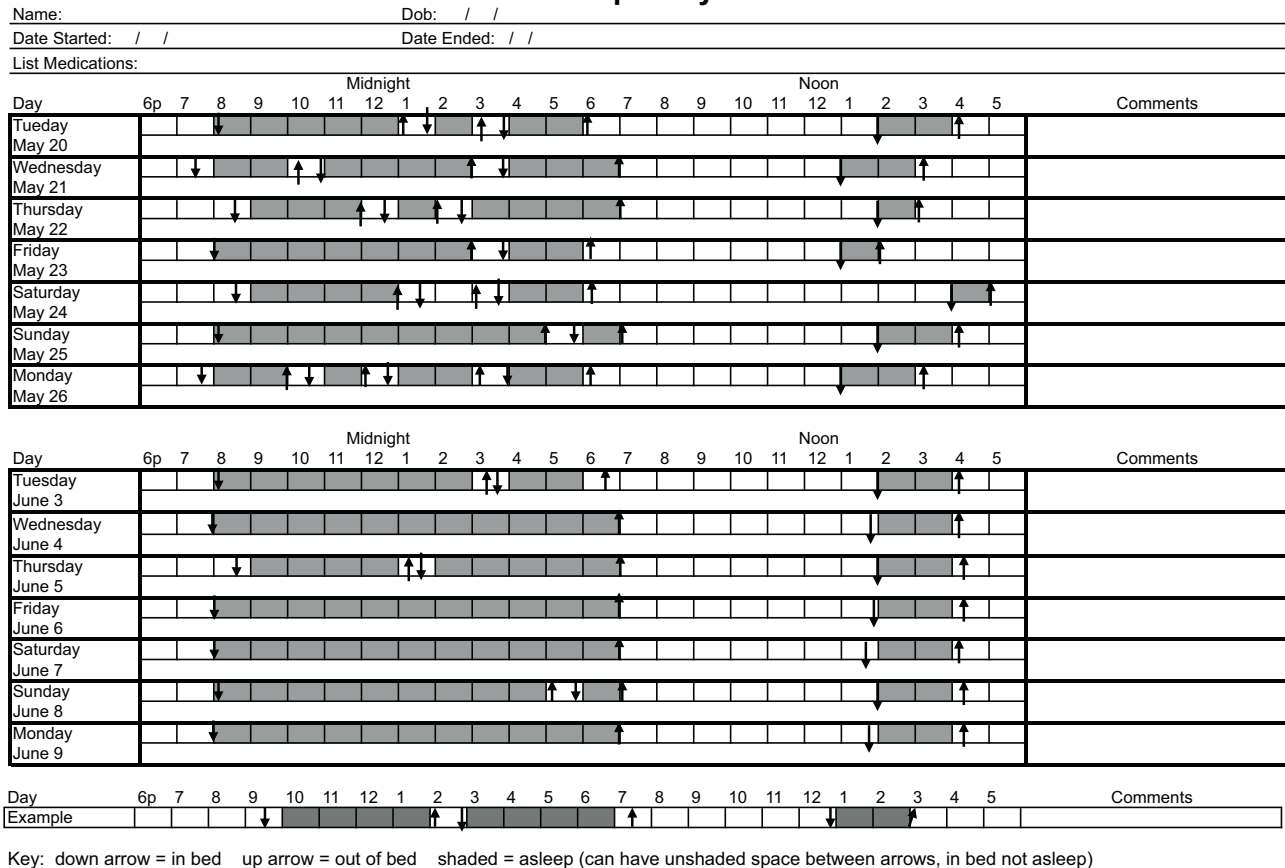 Name: Dob: / /
Date Started: / / Date Ended: / /
List Medications:
Midnight Noon
Day 6p 7 8 9 10 11 12 1 2 3 4 5 6 7 8 9 10 11 12 1 2 3 4 5 Comments
Tueday
May 20
Wednesday
May 21
Thursday
May 22
Friday
May 23
Saturday
May 24
Sunday
May 25
Monday
May 26
Midnight Noon
Day 6p 7 8 9 10 11 12 1 2 3 4 5 6 7 8 9 10 11 12 1 2 3 4 5 Comments
Tuesday
June 3
Wednesday
June 4
Thursday
June 5
Friday
June 6
Saturday
June 7
Sunday
June 8
Monday
June 9
Day 6p 7 8 9 10 11 12 1 2 3 4 5 6 7 8 9 10 11 12 1 2 3 4 5 Comments
Example
Key: down arrow = in bed up arrow = out of bed shaded = asleep (can have unshaded space between arrows, in bed not asleep)